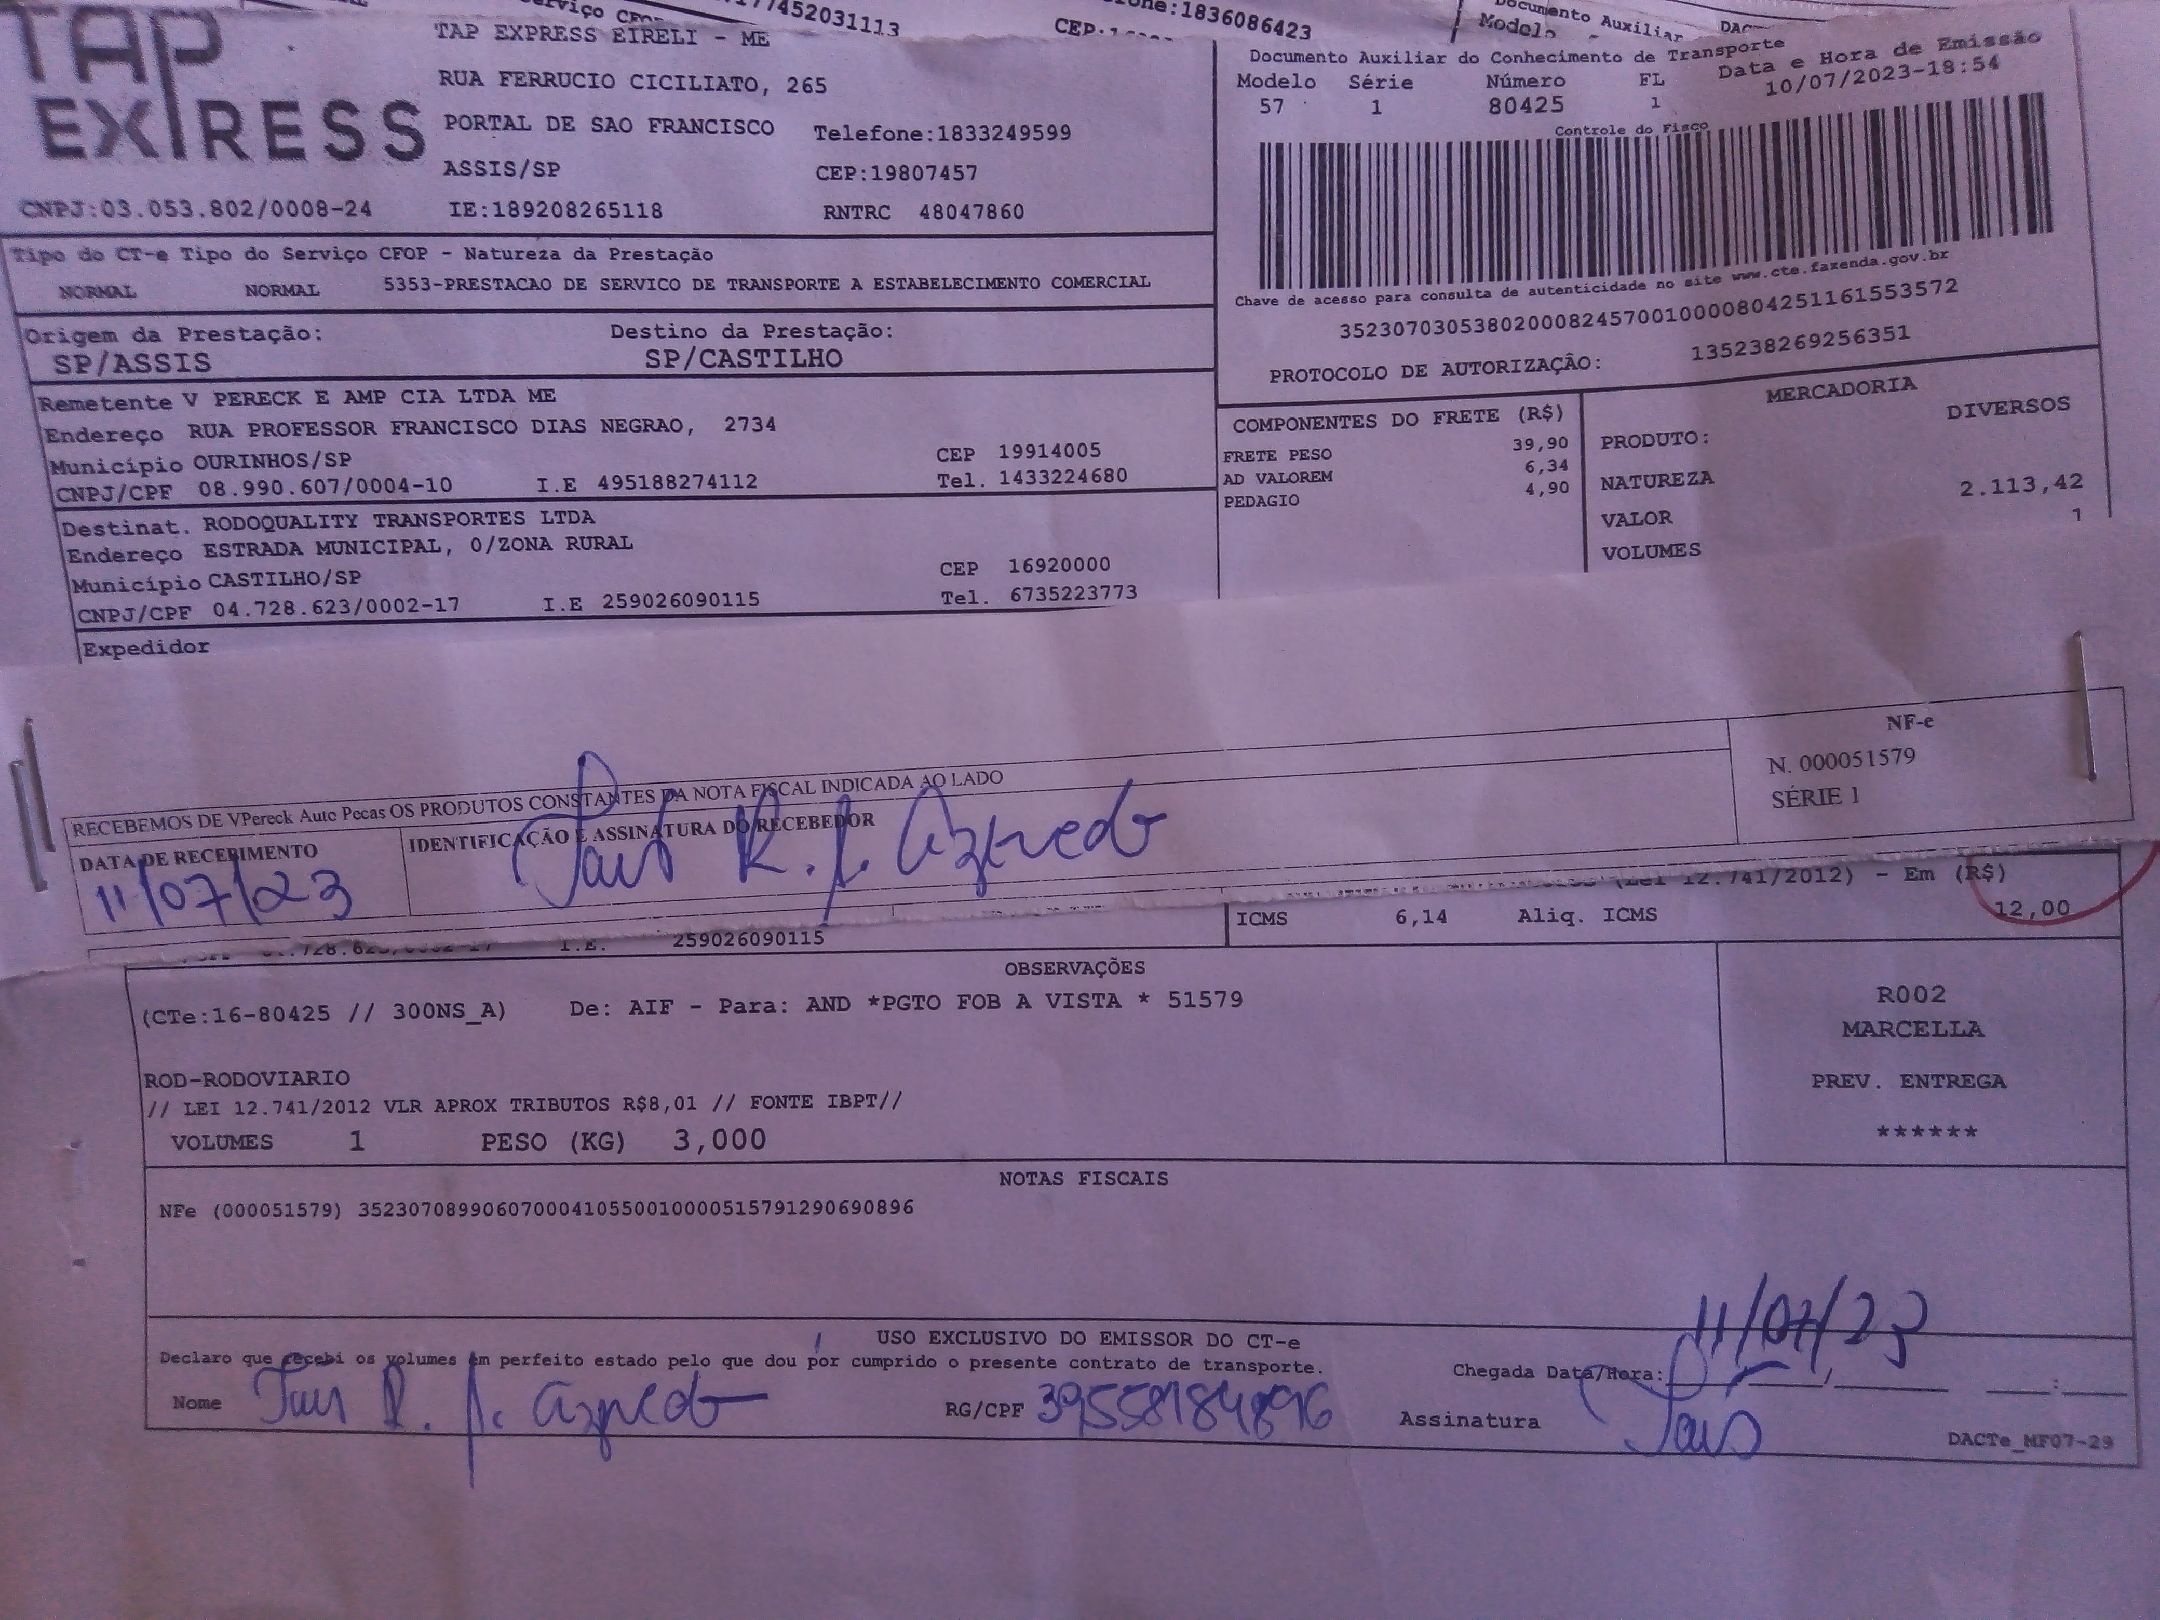 Serviço
77452031113
one:1836086423
Documento Auxiliar
Modelo
TAP
EXPRESS
TAP EXPRESS EIRELI - ME
RUA FERRUCIO CICILIATO, 265
PORTAL DE SAO FRANCISCO Telefone:1833249599
ASSIS/SP CEP:19807457
CNPJ:03.053.802/0008-24 IE:189208265118 RNTRC 48047860
Documento Auxiliar do Conhecimento de Transporte
Modelo Série Número FL Data e Hora de Emissão
57 1 80425 1 10/07/2023-18:54
Controle do Fisco
Chave de acesso para consulta de autenticidade no site www.cte.fazenda.gov.br
35230703053802000824570010000804251161553572
PROTOCOLO DE AUTORIZAÇÃO: 135238269256351
Tipo do CT-e Tipo do Serviço CFOP - Natureza da Prestação
NORMAL NORMAL 5353-PRESTACAO DE SERVICO DE TRANSPORTE A ESTABELECIMENTO COMERCIAL
Origem da Prestação: Destino da Prestação:
SP/ASSIS SP/CASTILHO
Remetente V PERECK E AMP CIA LTDA ME
Endereço RUA PROFESSOR FRANCISCO DIAS NEGRAO, 2734
Município OURINHOS/SP CEP 19914005
CNPJ/CPF 08.990.607/0004-10 I.E 495188274112 Tel. 1433224680
Destinat. RODOQUALITY TRANSPORTES LTDA
Endereço ESTRADA MUNICIPAL, 0/ZONA RURAL
Município CASTILHO/SP CEP 16920000
CNPJ/CPF 04.728.623/0002-17 I.E 259026090115 Tel. 6735223773
Expedidor
COMPONENTES DO FRETE (R$)
FRETE PESO 39,90
AD VALOREM 6,34
PEDAGIO 4,90
MERCADORIA
PRODUTO: DIVERSOS
NATUREZA
VALOR 2.113,42
VOLUMES 1
RECEBEMOS DE VPereck Auto Pecas OS PRODUTOS CONSTANTES DA NOTA FISCAL INDICADA AO LADO
DATA DE RECEBIMENTO IDENTIFICAÇÃO E ASSINATURA DO RECEBEDOR
11/07/23 Tais R. J. Azevedo
NF-e
N. 000051579
SÉRIE 1
(Lei 12.741/2012) - Em (R$)
I.E. 259026090115
ICMS 6,14 Aliq. ICMS 12,00
OBSERVAÇÕES
(CTe:16-80425 // 300NS_A) De: AIF - Para: AND *PGTO FOB A VISTA * 51579
ROD-RODOVIARIO
// LEI 12.741/2012 VLR APROX TRIBUTOS R$8,01 // FONTE IBPT//
VOLUMES 1 PESO (KG) 3,000
R002
MARCELLA
PREV. ENTREGA
******
NOTAS FISCAIS
NFe (000051579) 35230708990607000410550010000515791290690896
USO EXCLUSIVO DO EMISSOR DO CT-e
Declaro que recebi os volumes em perfeito estado pelo que dou por cumprido o presente contrato de transporte.
Chegada Data/Hora: 11/07/23
Nome Tais R. J. Azevedo RG/CPF 39558184896 Assinatura Tais
DACTe_MF07-29